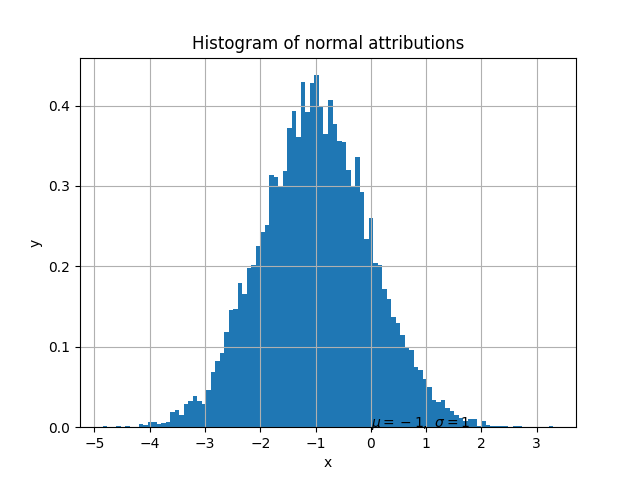 Histogram of normal attributions
y
0.4
0.3
0.2
0.1
0.0
μ = −1, σ = 1
−5 −4 −3 −2 −1 0 1 2 3
x